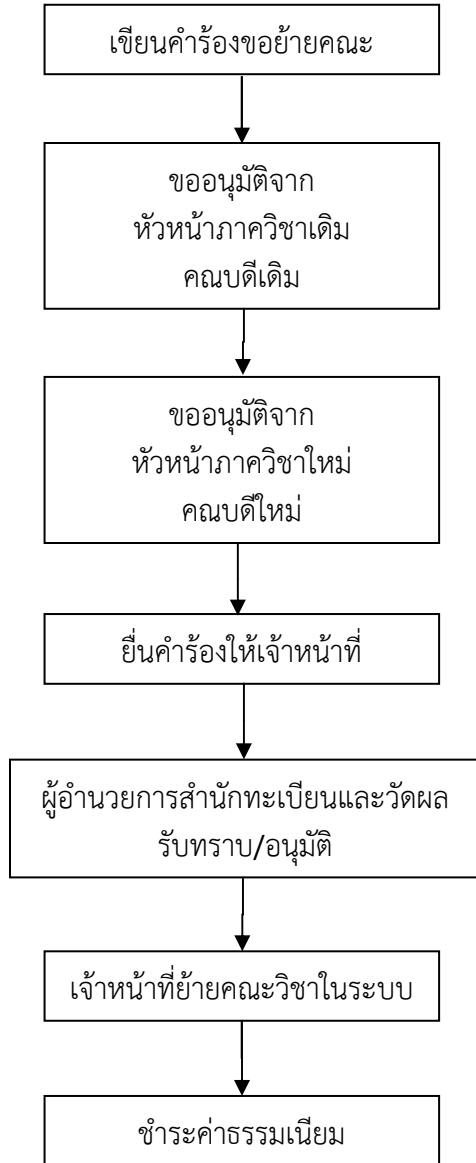 เขียนคำร้องขอย้ายคณะ
ขออนุมัติจาก
หัวหน้าภาควิชาเดิม
คณบดีเดิม
ขออนุมัติจาก
หัวหน้าภาควิชาใหม่
คณบดีใหม่
ยื่นคำร้องให้เจ้าหน้าที่
ผู้อำนวยการสำนักทะเบียนและวัดผล
รับทราบ/อนุมัติ
เจ้าหน้าที่ย้ายคณะวิชาในระบบ
ชำระค่าธรรมเนียม